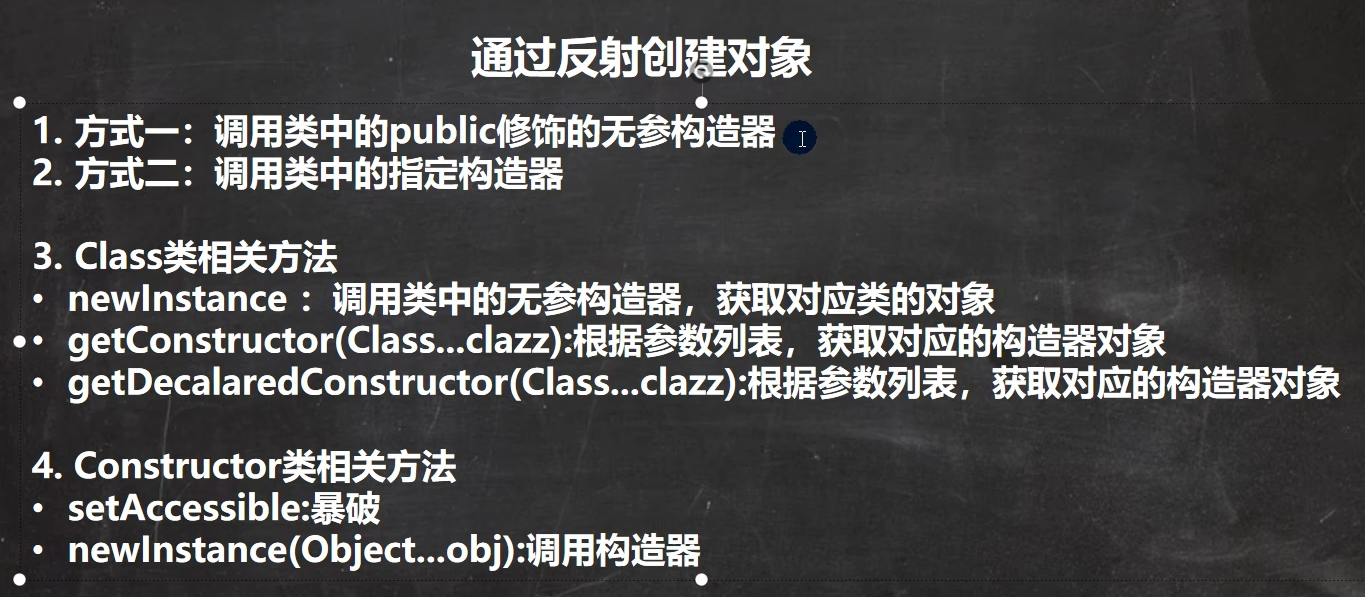 通过反射创建对象
1. 方式一：调用类中的public修饰的无参构造器
2. 方式二：调用类中的指定构造器
3. Class类相关方法
• newInstance ：调用类中的无参构造器，获取对应类的对象
• getConstructor(Class...clazz):根据参数列表，获取对应的构造器对象
• getDecalaredConstructor(Class...clazz):根据参数列表，获取对应的构造器对象
4. Constructor类相关方法
• setAccessible:暴破
• newInstance(Object...obj):调用构造器